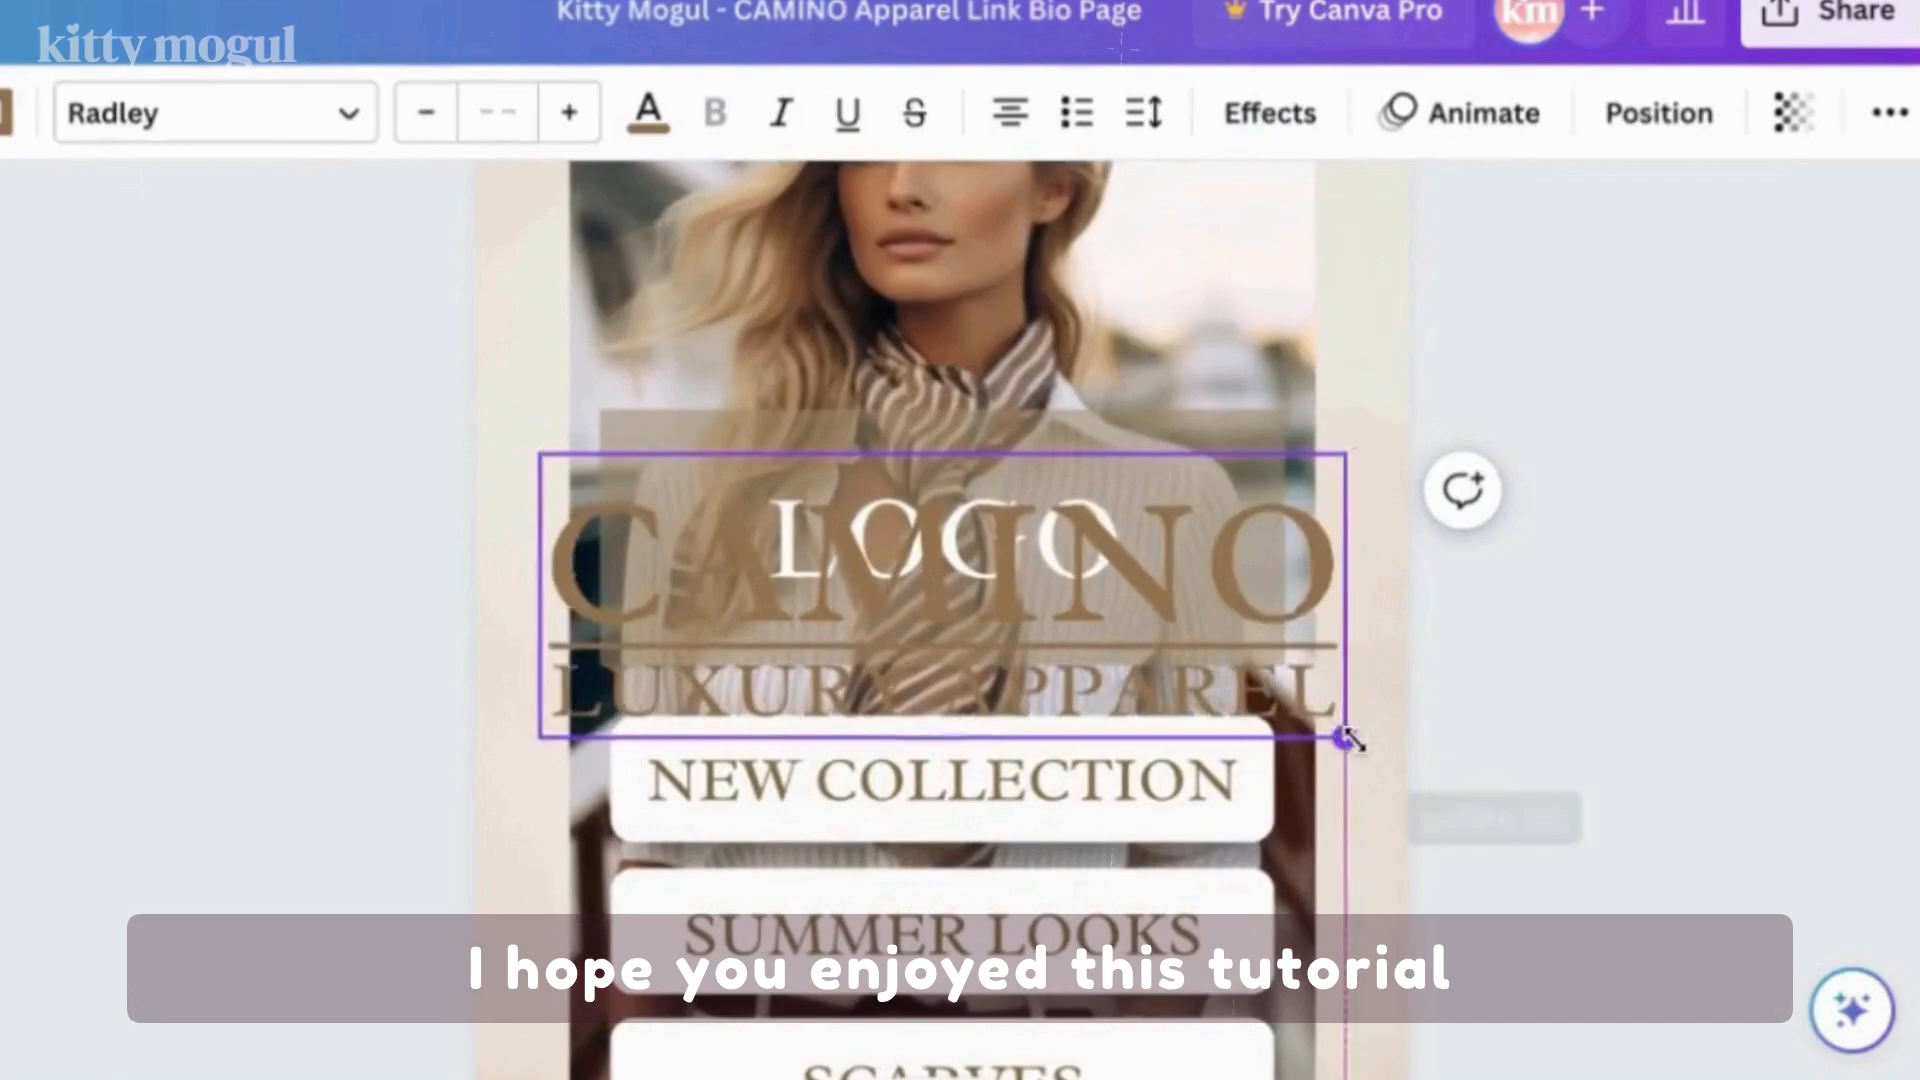 Kitty Mogul - CAMINO Apparel Link Bio Page
Try Canva Pro
km
Share
kitty mogul
Radley
A B I U S
Effects
Animate
Position
LOGO
CAMINO
LUXURY APPAREL
NEW COLLECTION
SUMMER LOOKS
I hope you enjoyed this tutorial
SCARVES